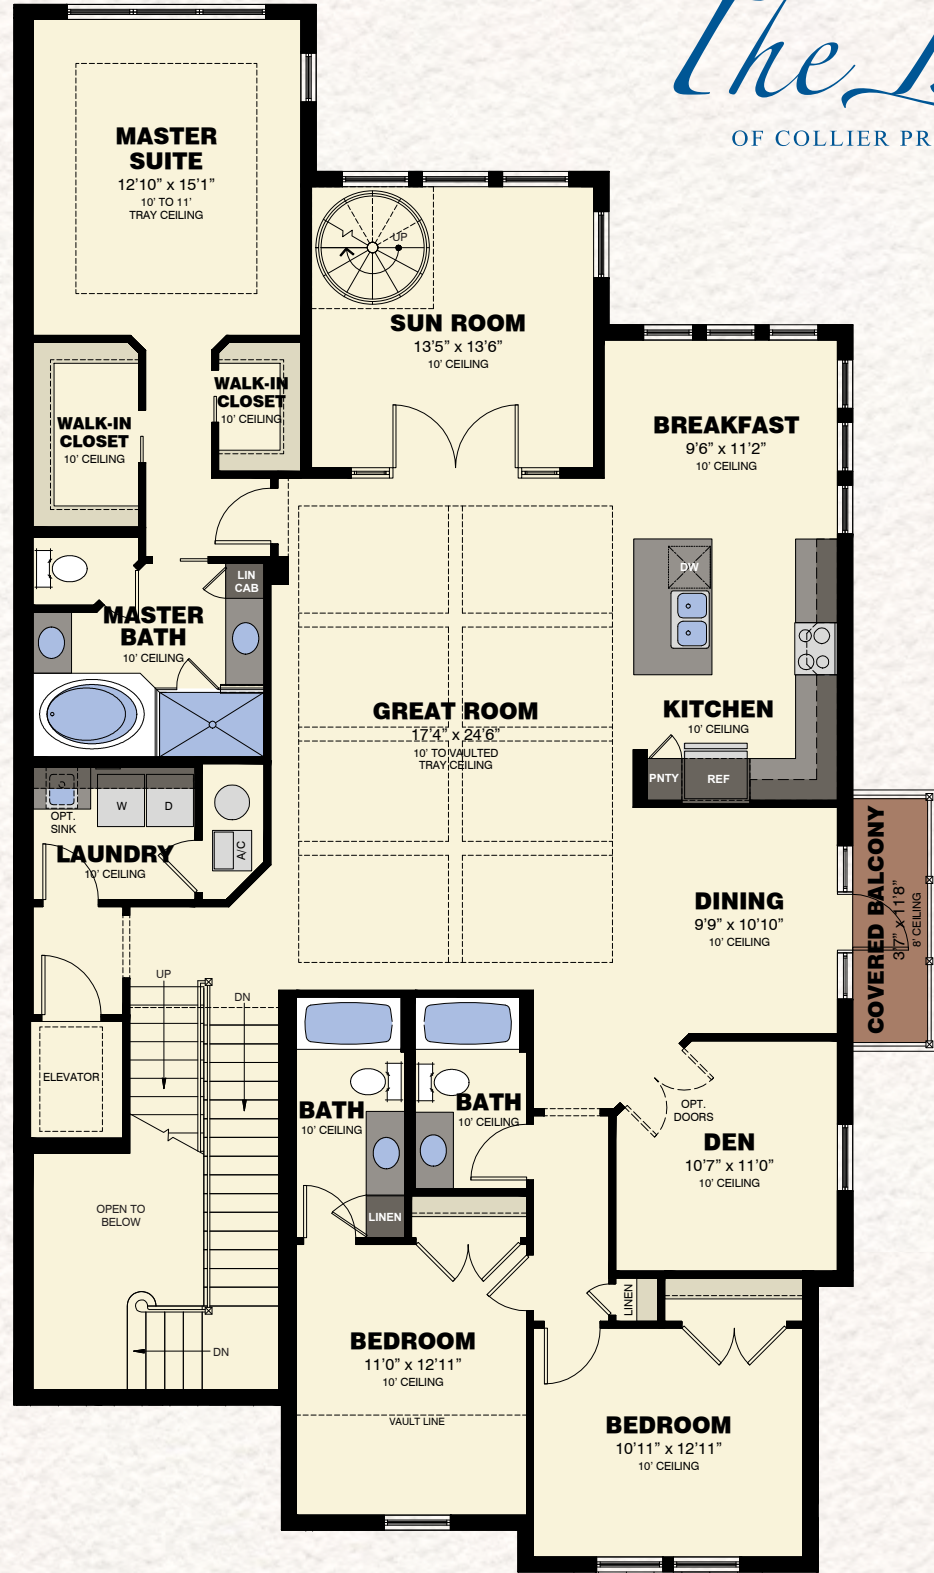 The
OF COLLIER PR
MASTER
SUITE
12'10" x 15'1"
10' TO 11'
TRAY CEILING
UP
SUN ROOM
13'5" x 13'6"
10' CEILING
WALK-IN
CLOSET
10' CEILING
WALK-IN
CLOSET
10' CEILING
BREAKFAST
9'6" x 11'2"
10' CEILING
DW
LIN
CAB
MASTER
BATH
10' CEILING
GREAT ROOM
17'4" x 24'6"
10' TO VAULTED
TRAY CEILING
KITCHEN
10' CEILING
PNTY
REF
OPT.
SINK
W
D
A/C
LAUNDRY
10' CEILING
DINING
9'9" x 10'10"
10' CEILING
COVERED BALCONY
3'7" x 11'8"
8' CEILING
UP
DN
ELEVATOR
BATH
10' CEILING
BATH
10' CEILING
OPT.
DOORS
DEN
10'7" x 11'0"
10' CEILING
OPEN TO
BELOW
LINEN
LINEN
DN
BEDROOM
11'0" x 12'11"
10' CEILING
VAULT LINE
BEDROOM
10'11" x 12'11"
10' CEILING